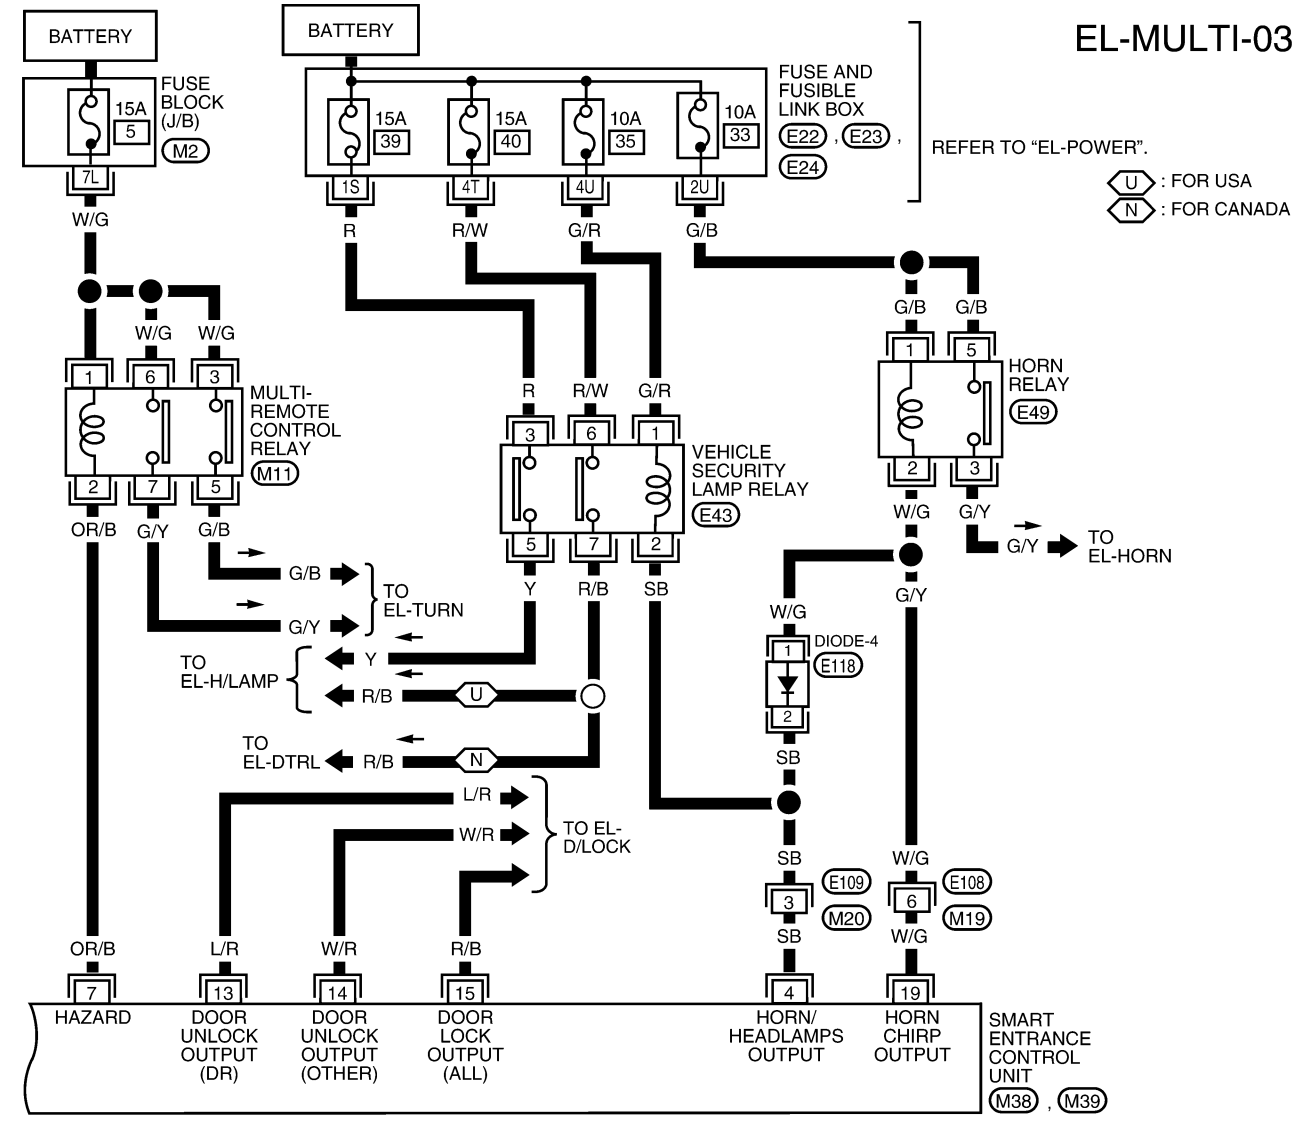 EL-MULTI-03
BATTERY
BATTERY
FUSE
BLOCK
(J/B)
M2
15A
5
7L
W/G
FUSE AND
FUSIBLE
LINK BOX
E22 , E23 ,
E24
15A
39
15A
40
10A
35
10A
33
REFER TO “EL-POWER”.
U : FOR USA
N : FOR CANADA
1S
4T
4U
2U
R
R/W
G/R
G/B
W/G
W/G
G/B
G/B
1
6
3
MULTI-
REMOTE
CONTROL
RELAY
M11
2
7
5
OR/B
G/Y
G/B
R
R/W
G/R
3
6
1
VEHICLE
SECURITY
LAMP RELAY
E43
5
7
2
Y
R/B
SB
1
5
HORN
RELAY
E49
2
3
W/G
G/Y
G/Y
TO
EL-HORN
G/Y
G/B
G/Y
TO
EL-TURN
TO
EL-H/LAMP
Y
R/B
U
TO
EL-DTRL
R/B
N
W/G
1
DIODE-4
E118
2
SB
L/R
W/R
TO EL-
D/LOCK
SB
W/G
E109
3
M20
E108
6
M19
OR/B
L/R
W/R
R/B
SB
W/G
7
13
14
15
4
19
HAZARD
DOOR
UNLOCK
OUTPUT
(DR)
DOOR
UNLOCK
OUTPUT
(OTHER)
DOOR
LOCK
OUTPUT
(ALL)
HORN/
HEADLAMPS
OUTPUT
HORN
CHIRP
OUTPUT
SMART
ENTRANCE
CONTROL
UNIT
M38 , M39